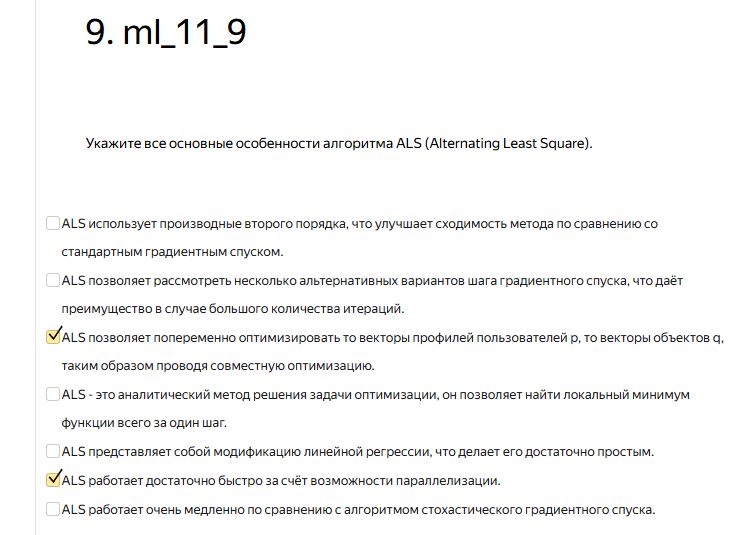 9. ml_11_9
Укажите все основные особенности алгоритма ALS (Alternating Least Square).
ALS использует производные второго порядка, что улучшает сходимость метода по сравнению со
стандартным градиентным спуском.
ALS позволяет рассмотреть несколько альтернативных вариантов шага градиентного спуска, что даёт
преимущество в случае большого количества итераций.
ALS позволяет попеременно оптимизировать то векторы профилей пользователей p, то векторы объектов q,
таким образом проводя совместную оптимизацию.
ALS - это аналитический метод решения задачи оптимизации, он позволяет найти локальный минимум
функции всего за один шаг.
ALS представляет собой модификацию линейной регрессии, что делает его достаточно простым.
ALS работает достаточно быстро за счёт возможности параллелизации.
ALS работает очень медленно по сравнению с алгоритмом стохастического градиентного спуска.